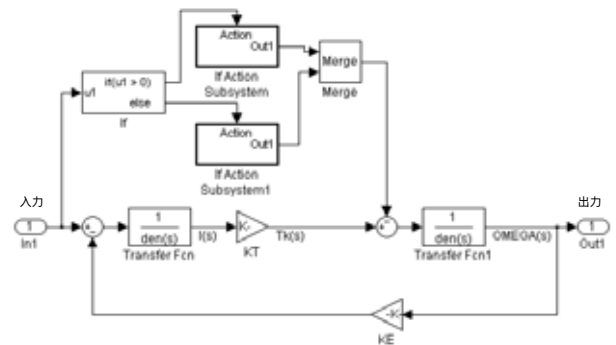 Action
Out1
If Action
Subsystem
Merge
Merge
if(u1 > 0)
u1
else
If
Action
Out1
If Action
Subsystem1
入力
出力
1
In1
1
den(s)
Transfer Fcn
I(s)
K-
KT
Tk(s)
1
den(s)
Transfer Fcn1
OMEGA(s)
1
Out1
-K-
KE